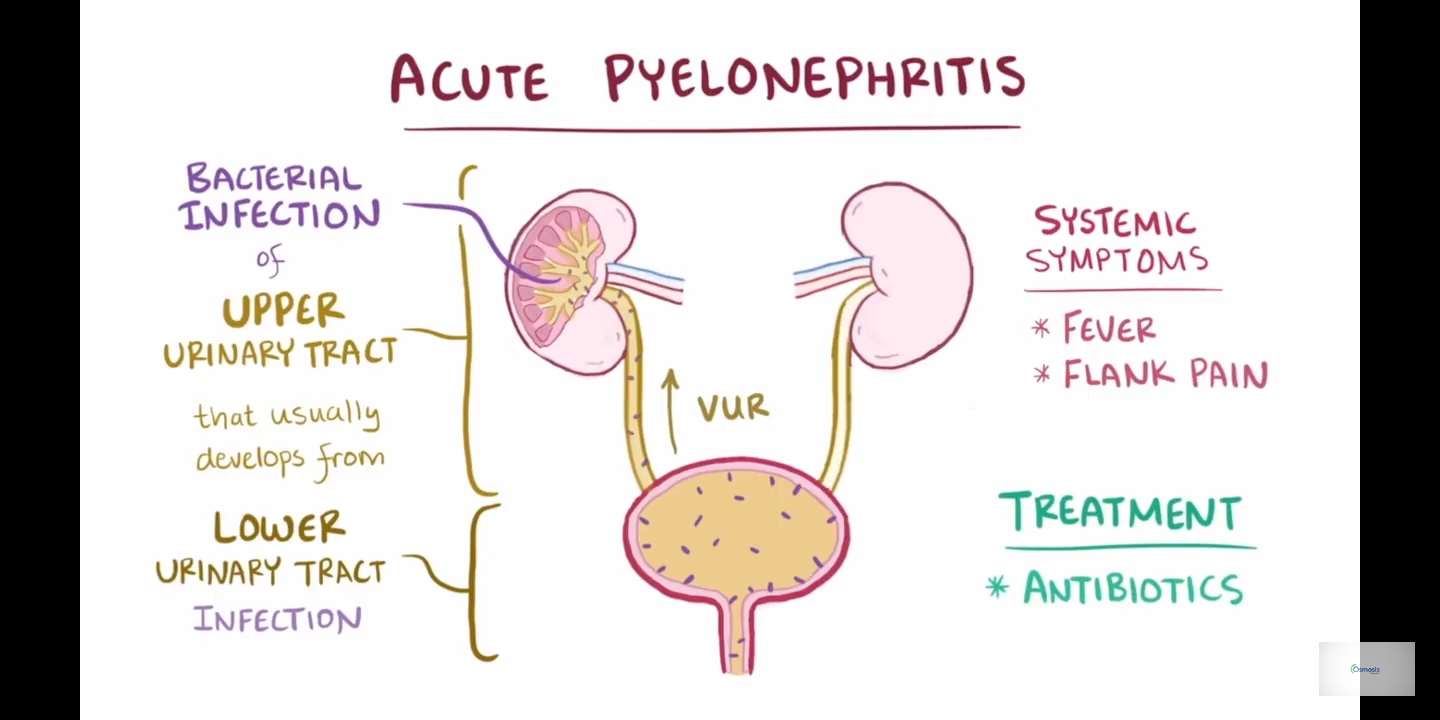 ACUTE PYELONEPHRITIS
BACTERIAL
INFECTION
of
UPPER
URINARY TRACT
that usually
develops from
LOWER
URINARY TRACT
INFECTION
VUR
SYSTEMIC
SYMPTOMS
* FEVER
* FLANK PAIN
TREATMENT
* ANTIBIOTICS
Osmosis